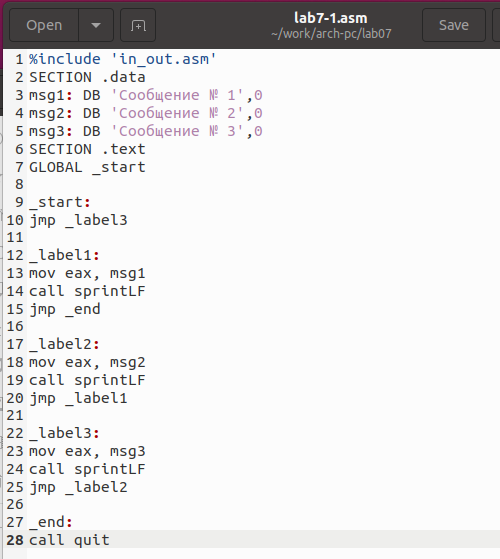 Open
lab7-1.asm
~/work/arch-pc/lab07
Save
1 %include 'in_out.asm'
2 SECTION .data
3 msg1: DB 'Сообщение № 1',0
4 msg2: DB 'Сообщение № 2',0
5 msg3: DB 'Сообщение № 3',0
6 SECTION .text
7 GLOBAL _start
8
9 _start:
10 jmp _label3
11
12 _label1:
13 mov eax, msg1
14 call sprintLF
15 jmp _end
16
17 _label2:
18 mov eax, msg2
19 call sprintLF
20 jmp _label1
21
22 _label3:
23 mov eax, msg3
24 call sprintLF
25 jmp _label2
26
27 _end:
28 call quit